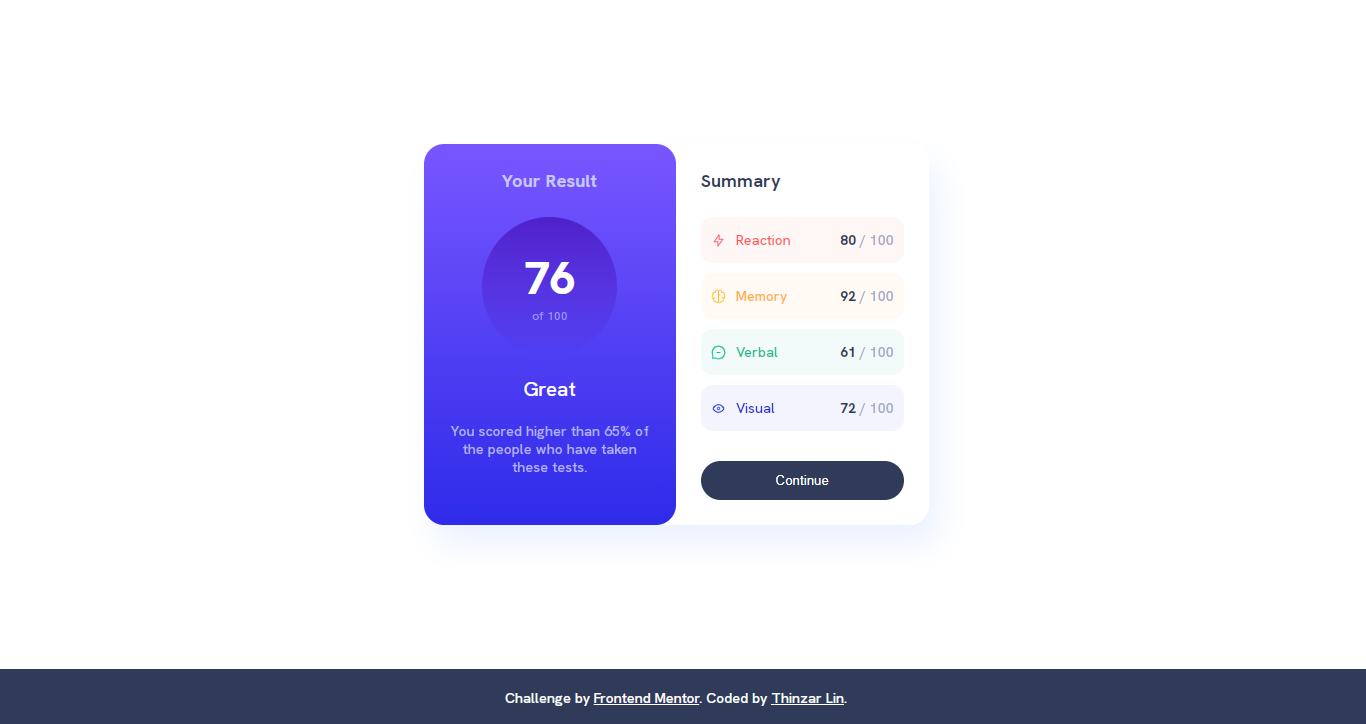 Your Result
76
of 100
Great
You scored higher than 65% of
the people who have taken
these tests.
Summary
Reaction 80 / 100
Memory 92 / 100
Verbal 61 / 100
Visual 72 / 100
Continue
Challenge by Frontend Mentor. Coded by Thinzar Lin.